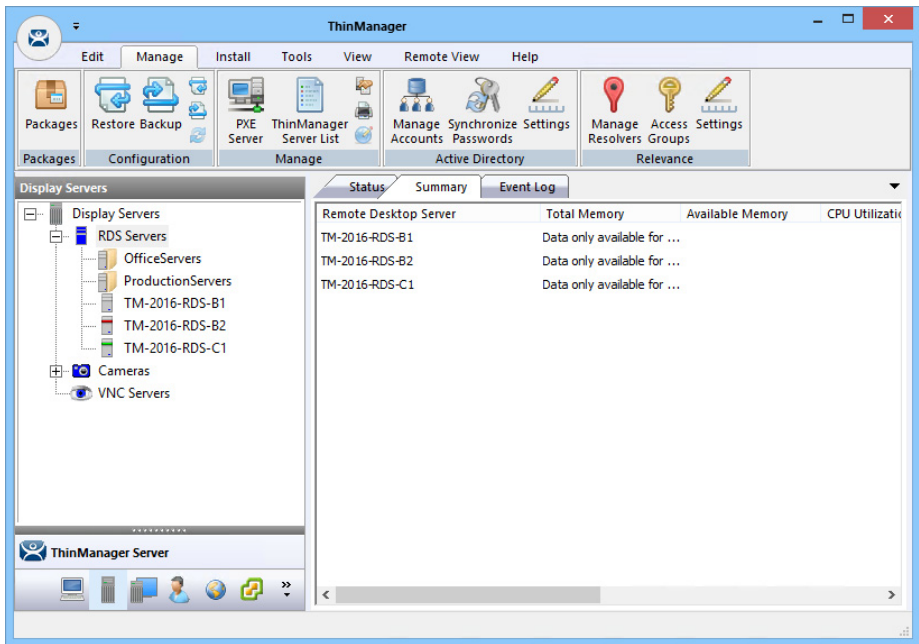 ThinManager
Edit Manage Install Tools View Remote View Help
Packages Restore Backup PXE Server ThinManager Server List Manage Accounts Synchronize Passwords Settings Manage Resolvers Access Groups Settings
Packages Configuration Manage Active Directory Relevance
Display Servers
Display Servers
RDS Servers
OfficeServers
ProductionServers
TM-2016-RDS-B1
TM-2016-RDS-B2
TM-2016-RDS-C1
Cameras
VNC Servers
ThinManager Server
Status Summary Event Log
Remote Desktop Server Total Memory Available Memory CPU Utilizatio
TM-2016-RDS-B1 Data only available for ...
TM-2016-RDS-B2 Data only available for ...
TM-2016-RDS-C1 Data only available for ...